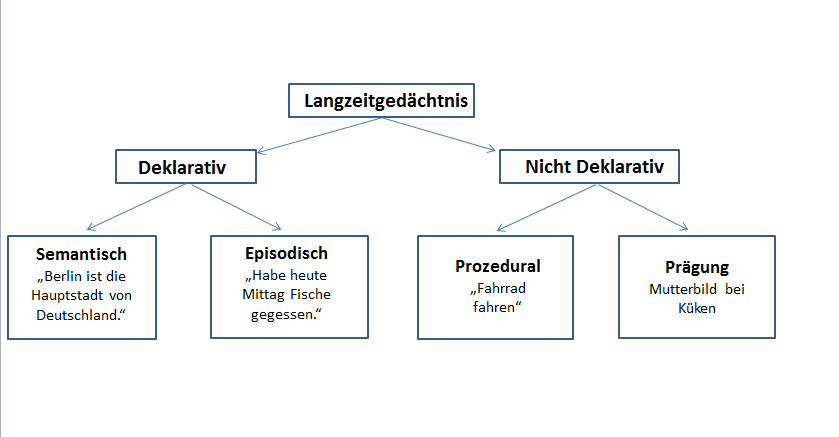 Langzeitgedächtnis
Deklarativ
Nicht Deklarativ
Semantisch
„Berlin ist die
Hauptstadt von
Deutschland.“
Episodisch
„Habe heute
Mittag Fische
gegessen.“
Prozedural
„Fahrrad
fahren“
Prägung
Mutterbild bei
Küken